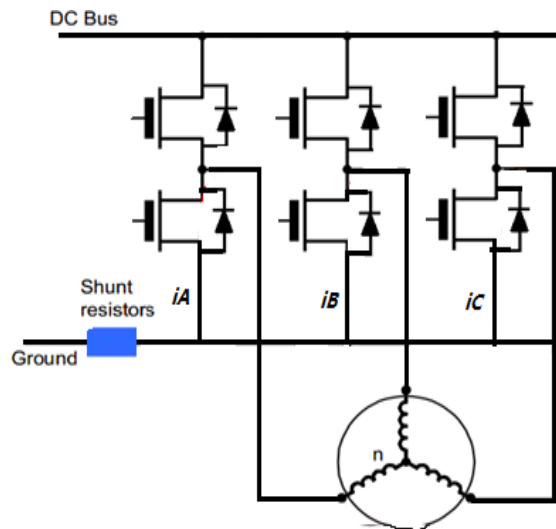 DC Bus
Shunt
resistors
iA
iB
iC
Ground
n